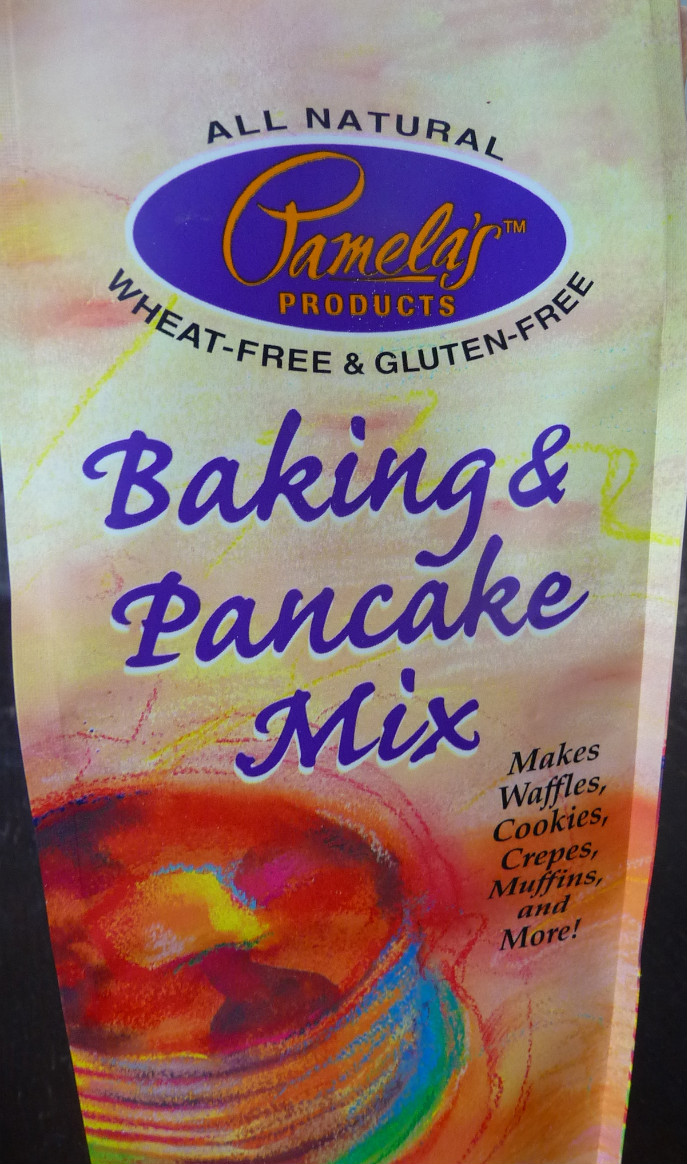 ALL NATURAL
Pamela's™
PRODUCTS
WHEAT-FREE & GLUTEN-FREE
Baking &
Pancake
Mix
Makes
Waffles,
Cookies,
Crepes,
Muffins,
and
More!